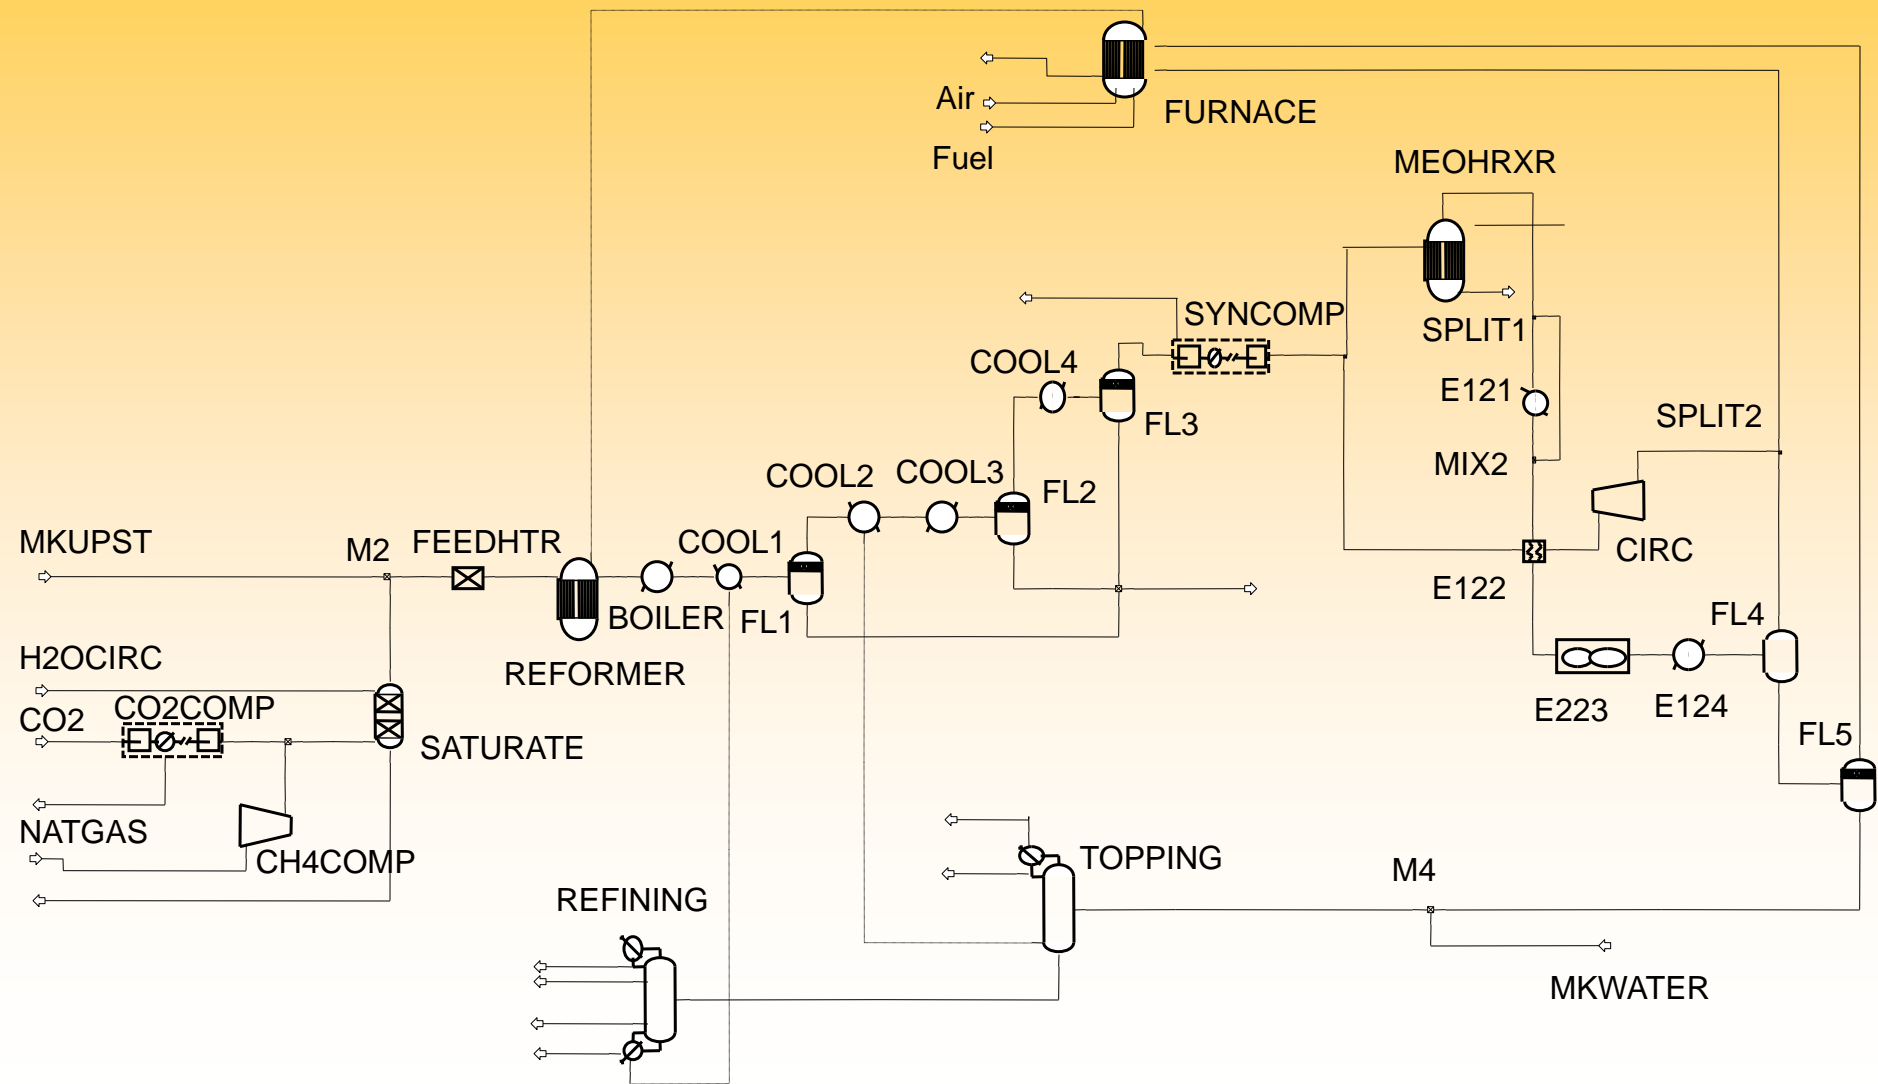 Air
FURNACE
Fuel
MEOHRXR
SYNCOMP
SPLIT1
COOL4
E121
SPLIT2
FL3
MIX2
COOL2
COOL3
FL2
MKUPST
M2
FEEDHTR
COOL1
CIRC
E122
BOILER
FL1
FL4
H2OCIRC
REFORMER
CO2COMP
CO2
E223
E124
SATURATE
FL5
NATGAS
CH4COMP
TOPPING
M4
REFINING
MKWATER